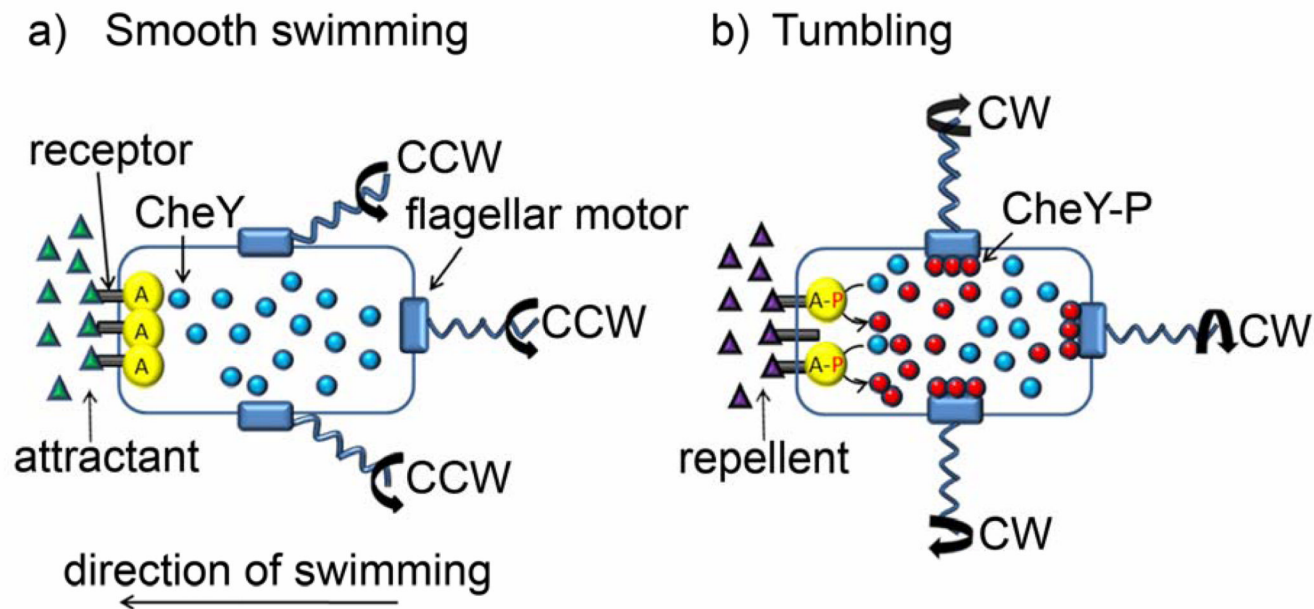 a) Smooth swimming
b) Tumbling
receptor
CheY
CCW
flagellar motor
A
A
A
CCW
CCW
attractant
direction of swimming
CW
CheY-P
A-P
A-P
CW
repellent
CW